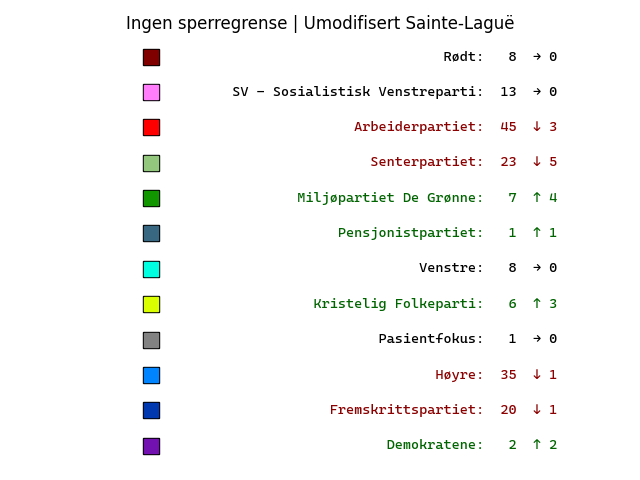 Ingen sperregrense | Umodifisert Sainte-Laguë
Rødt: 8 → 0
SV – Sosialistisk Venstreparti: 13 → 0
Arbeiderpartiet: 45 ↓ 3
Senterpartiet: 23 ↓ 5
Miljøpartiet De Grønne: 7 ↑ 4
Pensjonistpartiet: 1 ↑ 1
Venstre: 8 → 0
Kristelig Folkeparti: 6 ↑ 3
Pasientfokus: 1 → 0
Høyre: 35 ↓ 1
Fremskrittspartiet: 20 ↓ 1
Demokratene: 2 ↑ 2